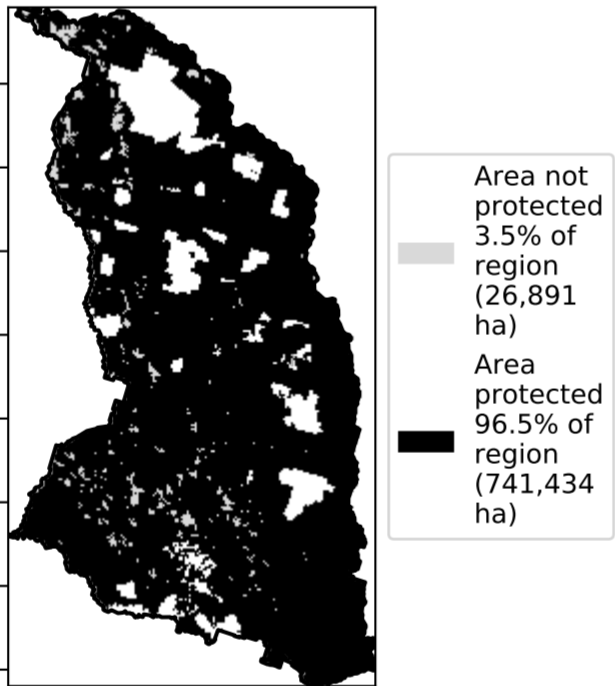 Area not
protected
3.5% of
region
(26,891
ha)
Area
protected
96.5% of
region
(741,434
ha)